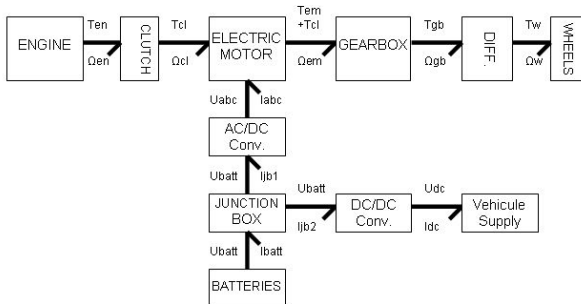 Ten
Tcl
Tem
+Tcl
Tgb
Tw
ENGINE
CLUTCH
ELECTRIC
MOTOR
GEARBOX
DIFF.
WHEELS
Ωen
Ωcl
Ωem
Ωgb
Ωw
Uabc
Iabc
AC/DC
Conv.
Ubatt
Ijb1
Ubatt
Udc
JUNCTION
BOX
DC/DC
Conv.
Vehicule
Supply
Ijb2
Idc
Ubatt
Ibatt
BATTERIES